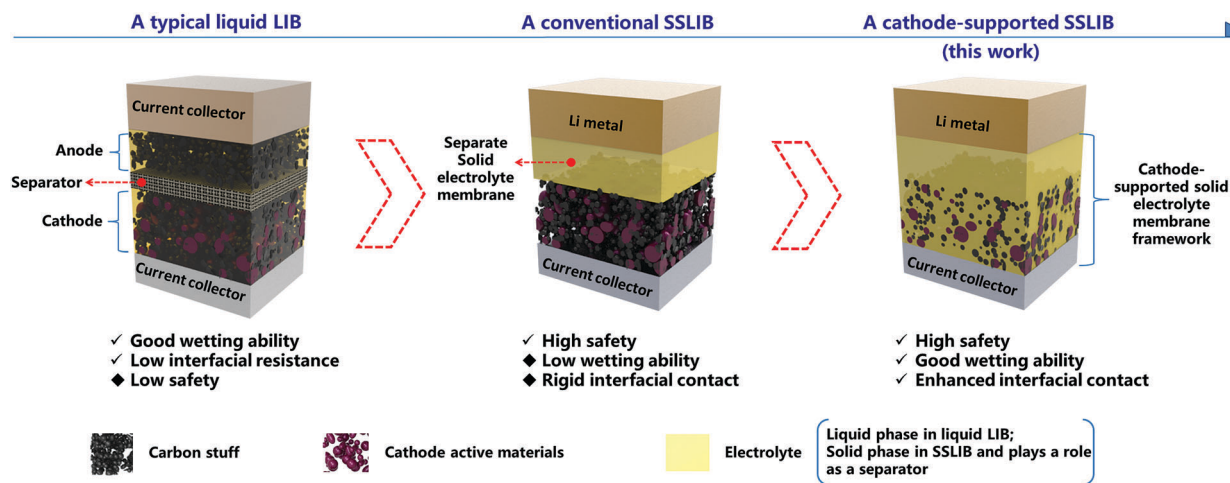 A typical liquid LIB
A conventional SSLIB
A cathode-supported SSLIB
(this work)
Current collector
Anode
Separator
Cathode
Current collector
Li metal
Separate
Solid
electrolyte
membrane
Current collector
Li metal
Cathode-
supported solid
electrolyte
membrane
framework
Current collector
✓ Good wetting ability
✓ Low interfacial resistance
◆ Low safety
✓ High safety
◆ Low wetting ability
◆ Rigid interfacial contact
✓ High safety
✓ Good wetting ability
✓ Enhanced interfacial contact
Carbon stuff
Cathode active materials
Electrolyte
Liquid phase in liquid LIB;
Solid phase in SSLIB and plays a role
as a separator